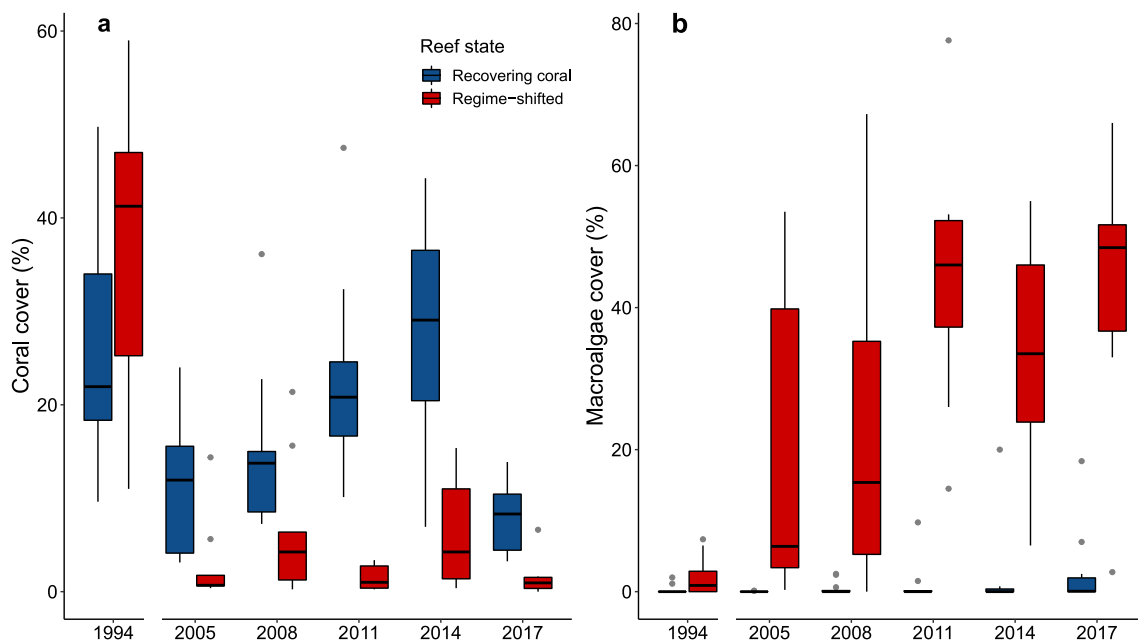 a
Reef state
Recovering coral
Regime−shifted
Coral cover (%)
60
40
20
0
1994 2005 2008 2011 2014 2017
b
Macroalgae cover (%)
80
60
40
20
0
1994 2005 2008 2011 2014 2017